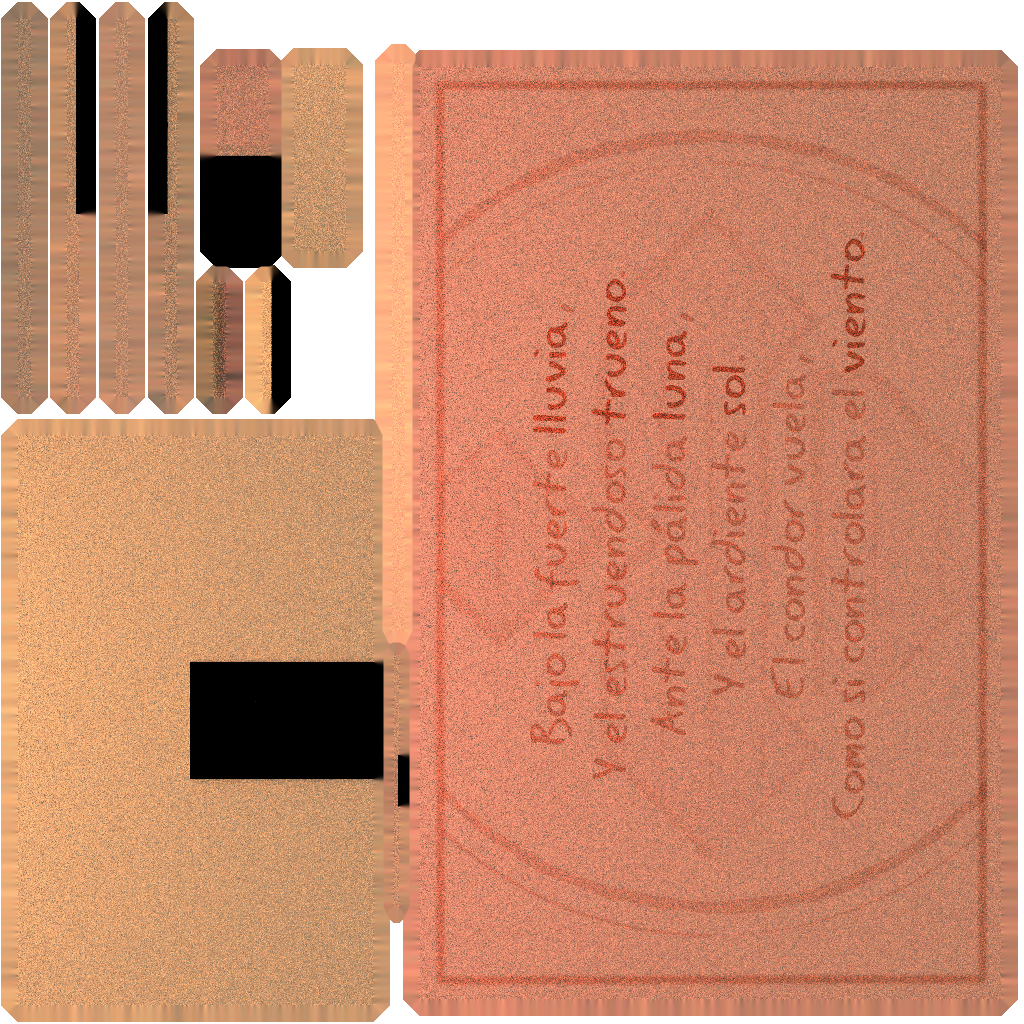 Bajo la fuerte lluvia,
y el estruendoso trueno.
Ante la pálida luna,
y el ardiente sol.
El condor vuela,
Como si controlara el viento.